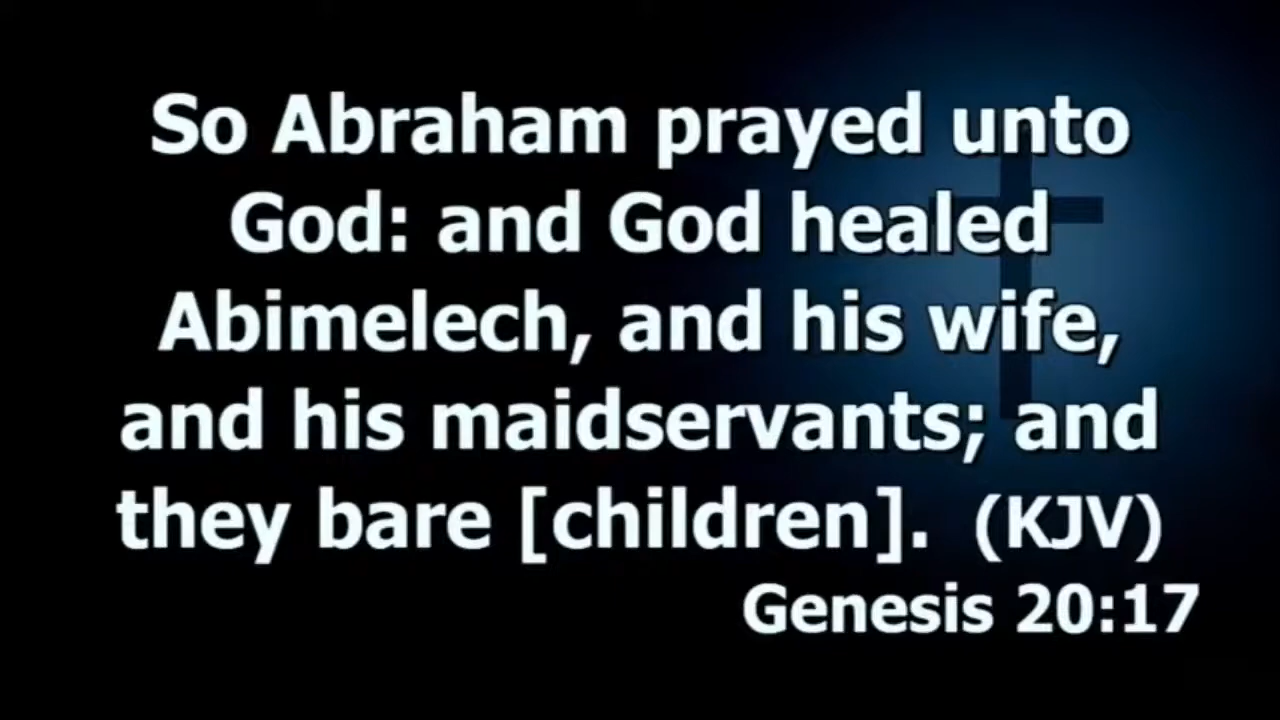 So Abraham prayed unto
God: and God healed
Abimelech, and his wife,
and his maidservants; and
they bare [children].  (KJV)
Genesis 20:17